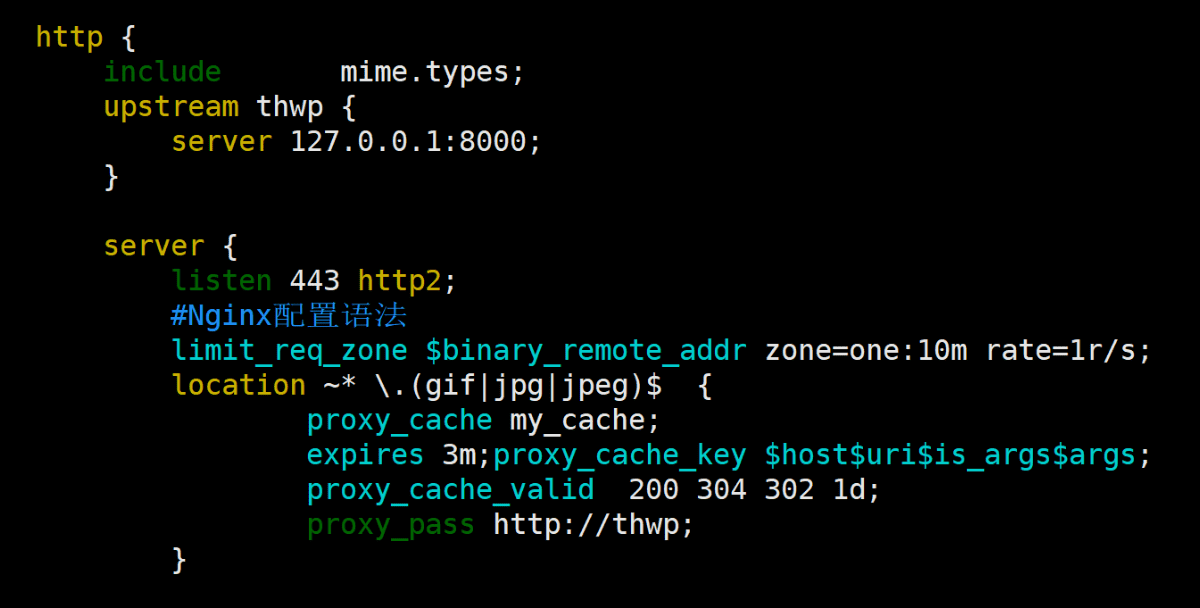 http {
    include       mime.types;
    upstream thwp {
        server 127.0.0.1:8000;
    }
    server {
        listen 443 http2;
        #Nginx配置语法
        limit_req_zone $binary_remote_addr zone=one:10m rate=1r/s;
        location ~* \.(gif|jpg|jpeg)$  {
                proxy_cache my_cache;
                expires 3m;proxy_cache_key $host$uri$is_args$args;
                proxy_cache_valid  200 304 302 1d;
                proxy_pass http://thwp;
        }